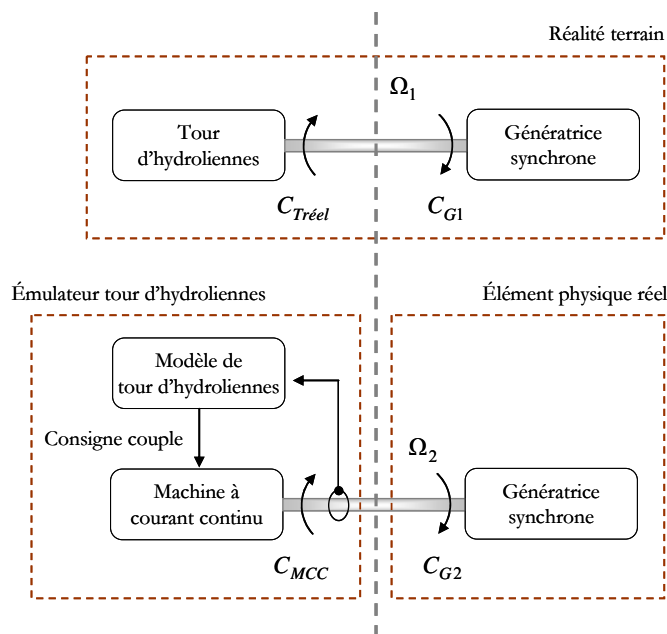 Réalité terrain
Ω1
Tour
d'hydroliennes
Génératrice
synchrone
CTréel
CG1
Émulateur tour d'hydroliennes
Élément physique réel
Modèle de
tour d'hydroliennes
Consigne couple
Ω2
Machine à
courant continu
Génératrice
synchrone
CMCC
CG2